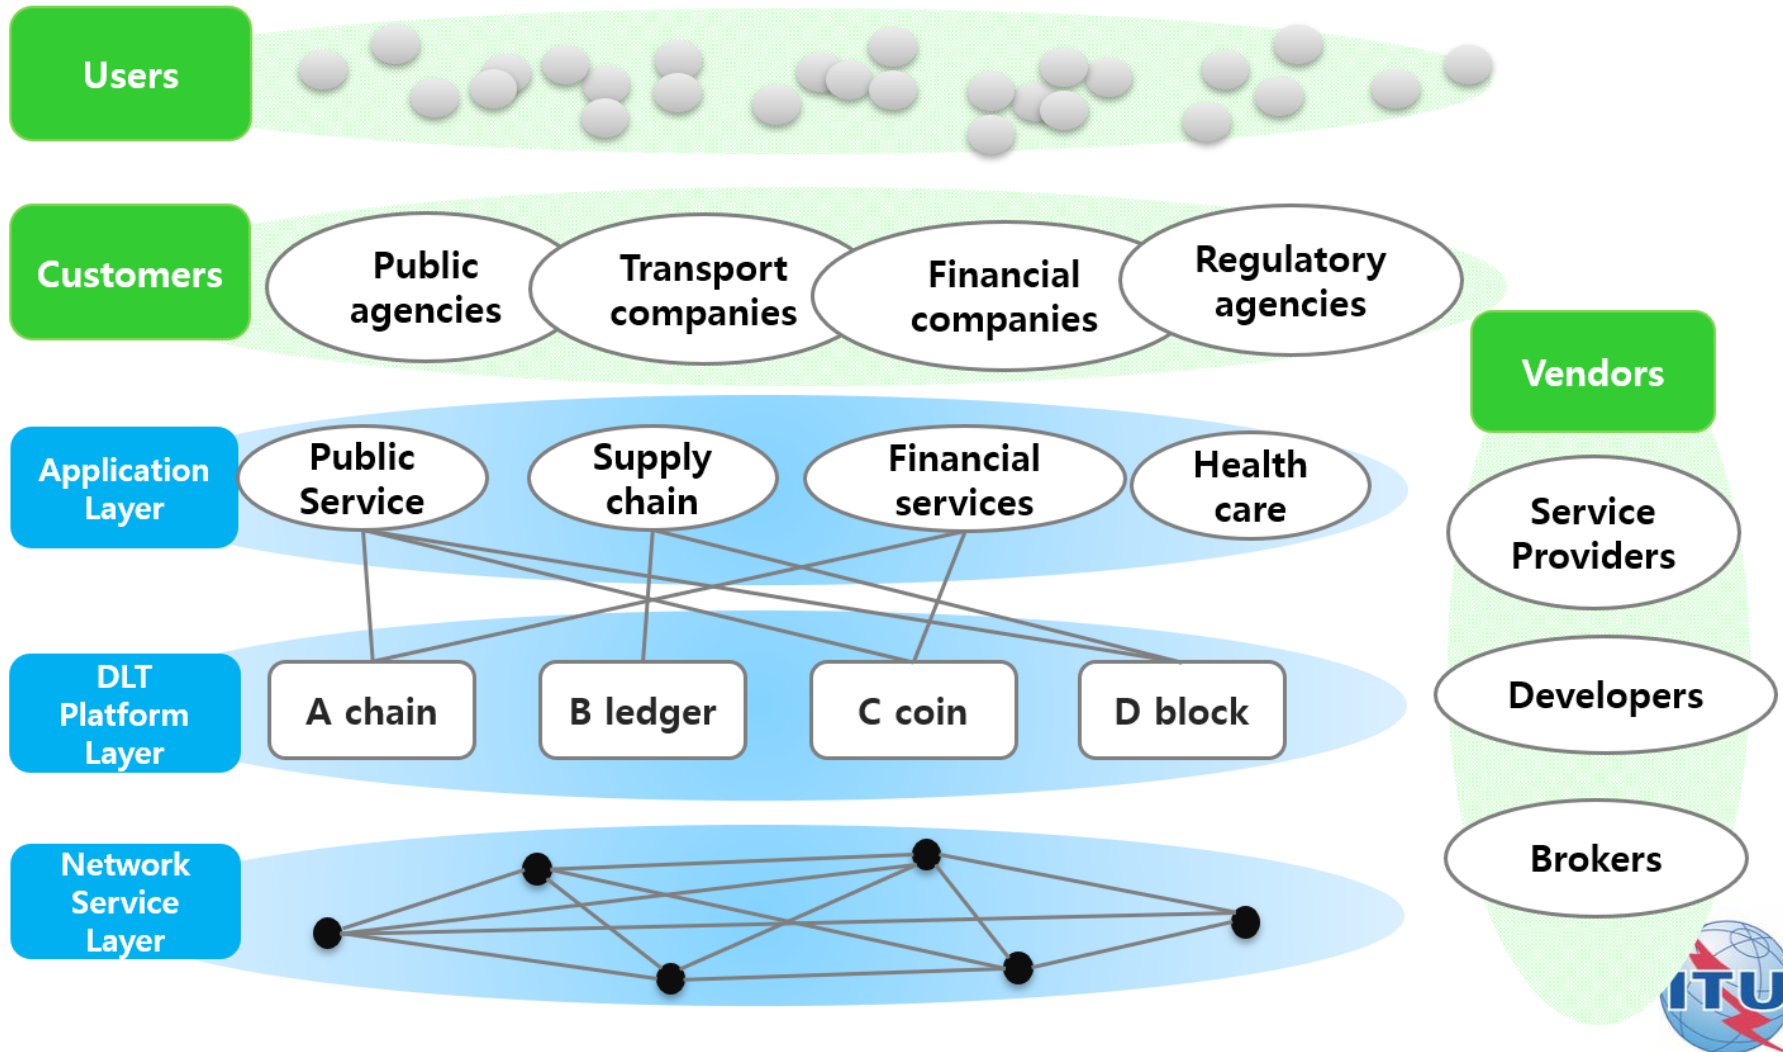 Users
Customers
Public
agencies
Transport
companies
Financial
companies
Regulatory
agencies
Vendors
Application
Layer
Public
Service
Supply
chain
Financial
services
Health
care
Service
Providers
DLT
Platform
Layer
A chain
B ledger
C coin
D block
Developers
Network
Service
Layer
Brokers
ITU